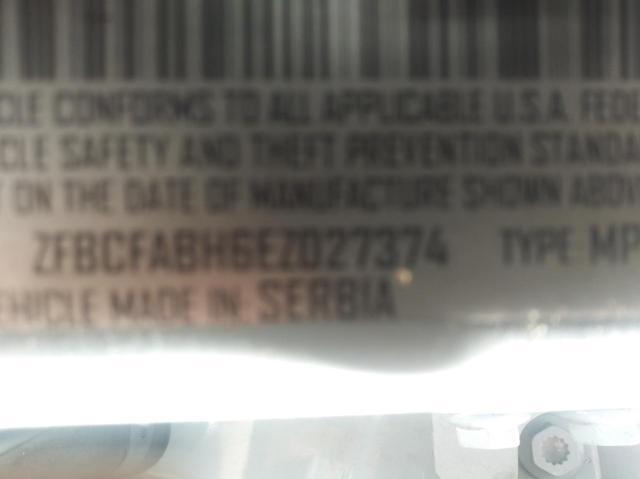 CLE CONFORMS TO ALL APPLICABLE U.S.A. FEDE
CLE SAFETY AND THEFT PREVENTION STANDA
ON THE DATE OF MANUFACTURE SHOWN ABOV
ZFBCFABH6EZ027374 TYPE MP
EHICLE MADE IN: SERBIA